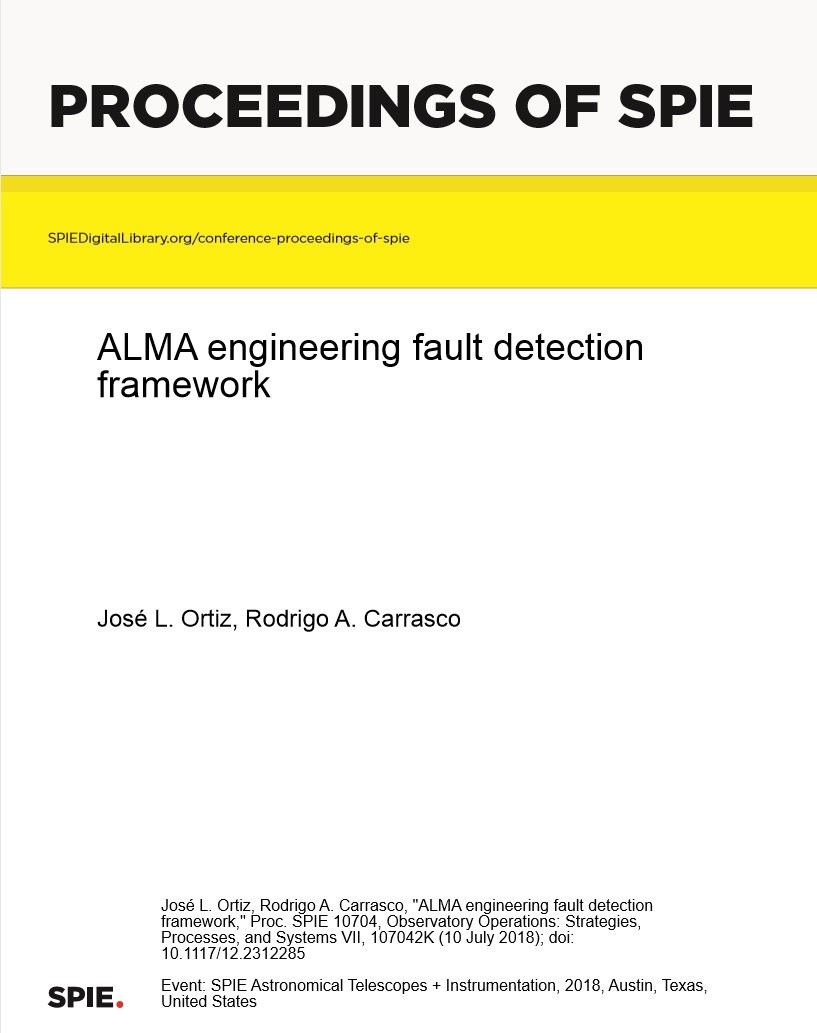 PROCEEDINGS OF SPIE
SPIEDigitalLibrary.org/conference-proceedings-of-spie
ALMA engineering fault detection
framework
José L. Ortiz, Rodrigo A. Carrasco
José L. Ortiz, Rodrigo A. Carrasco, "ALMA engineering fault detection
framework," Proc. SPIE 10704, Observatory Operations: Strategies,
Processes, and Systems VII, 107042K (10 July 2018); doi:
10.1117/12.2312285
Event: SPIE Astronomical Telescopes + Instrumentation, 2018, Austin, Texas,
United States
SPIE.